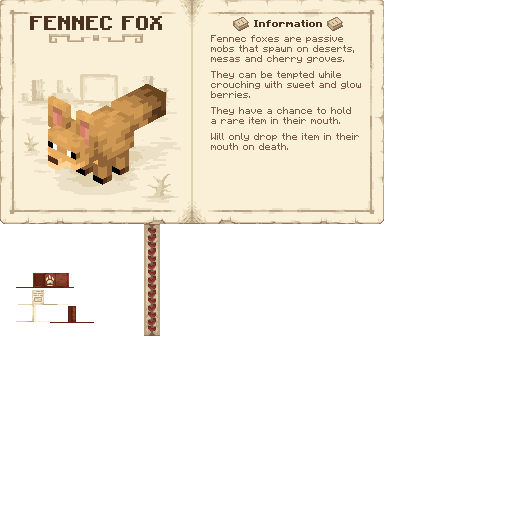 FENNEC FOX
Information
Fennec foxes are passive
mobs that spawn on deserts,
mesas and cherry groves.
They can be tempted while
crouching with sweet and glow
berries.
They have a chance to hold
a rare item in their mouth.
Will only drop the item in their
mouth on death.